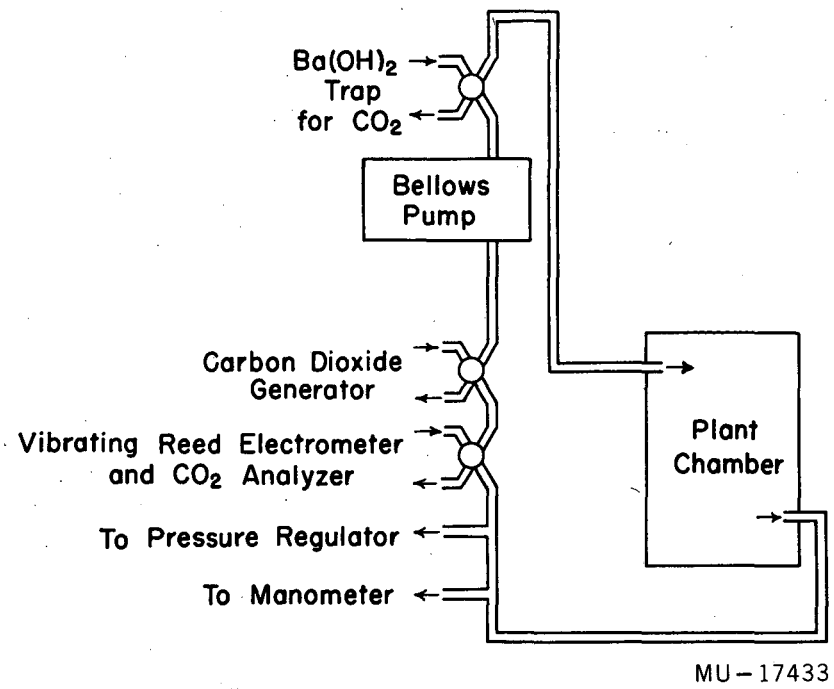 Ba(OH)₂
Trap
for CO₂
Bellows
Pump
Carbon Dioxide
Generator
Plant
Chamber
Vibrating Reed Electrometer
and CO₂ Analyzer
To Pressure Regulator
To Manometer
MU-17433